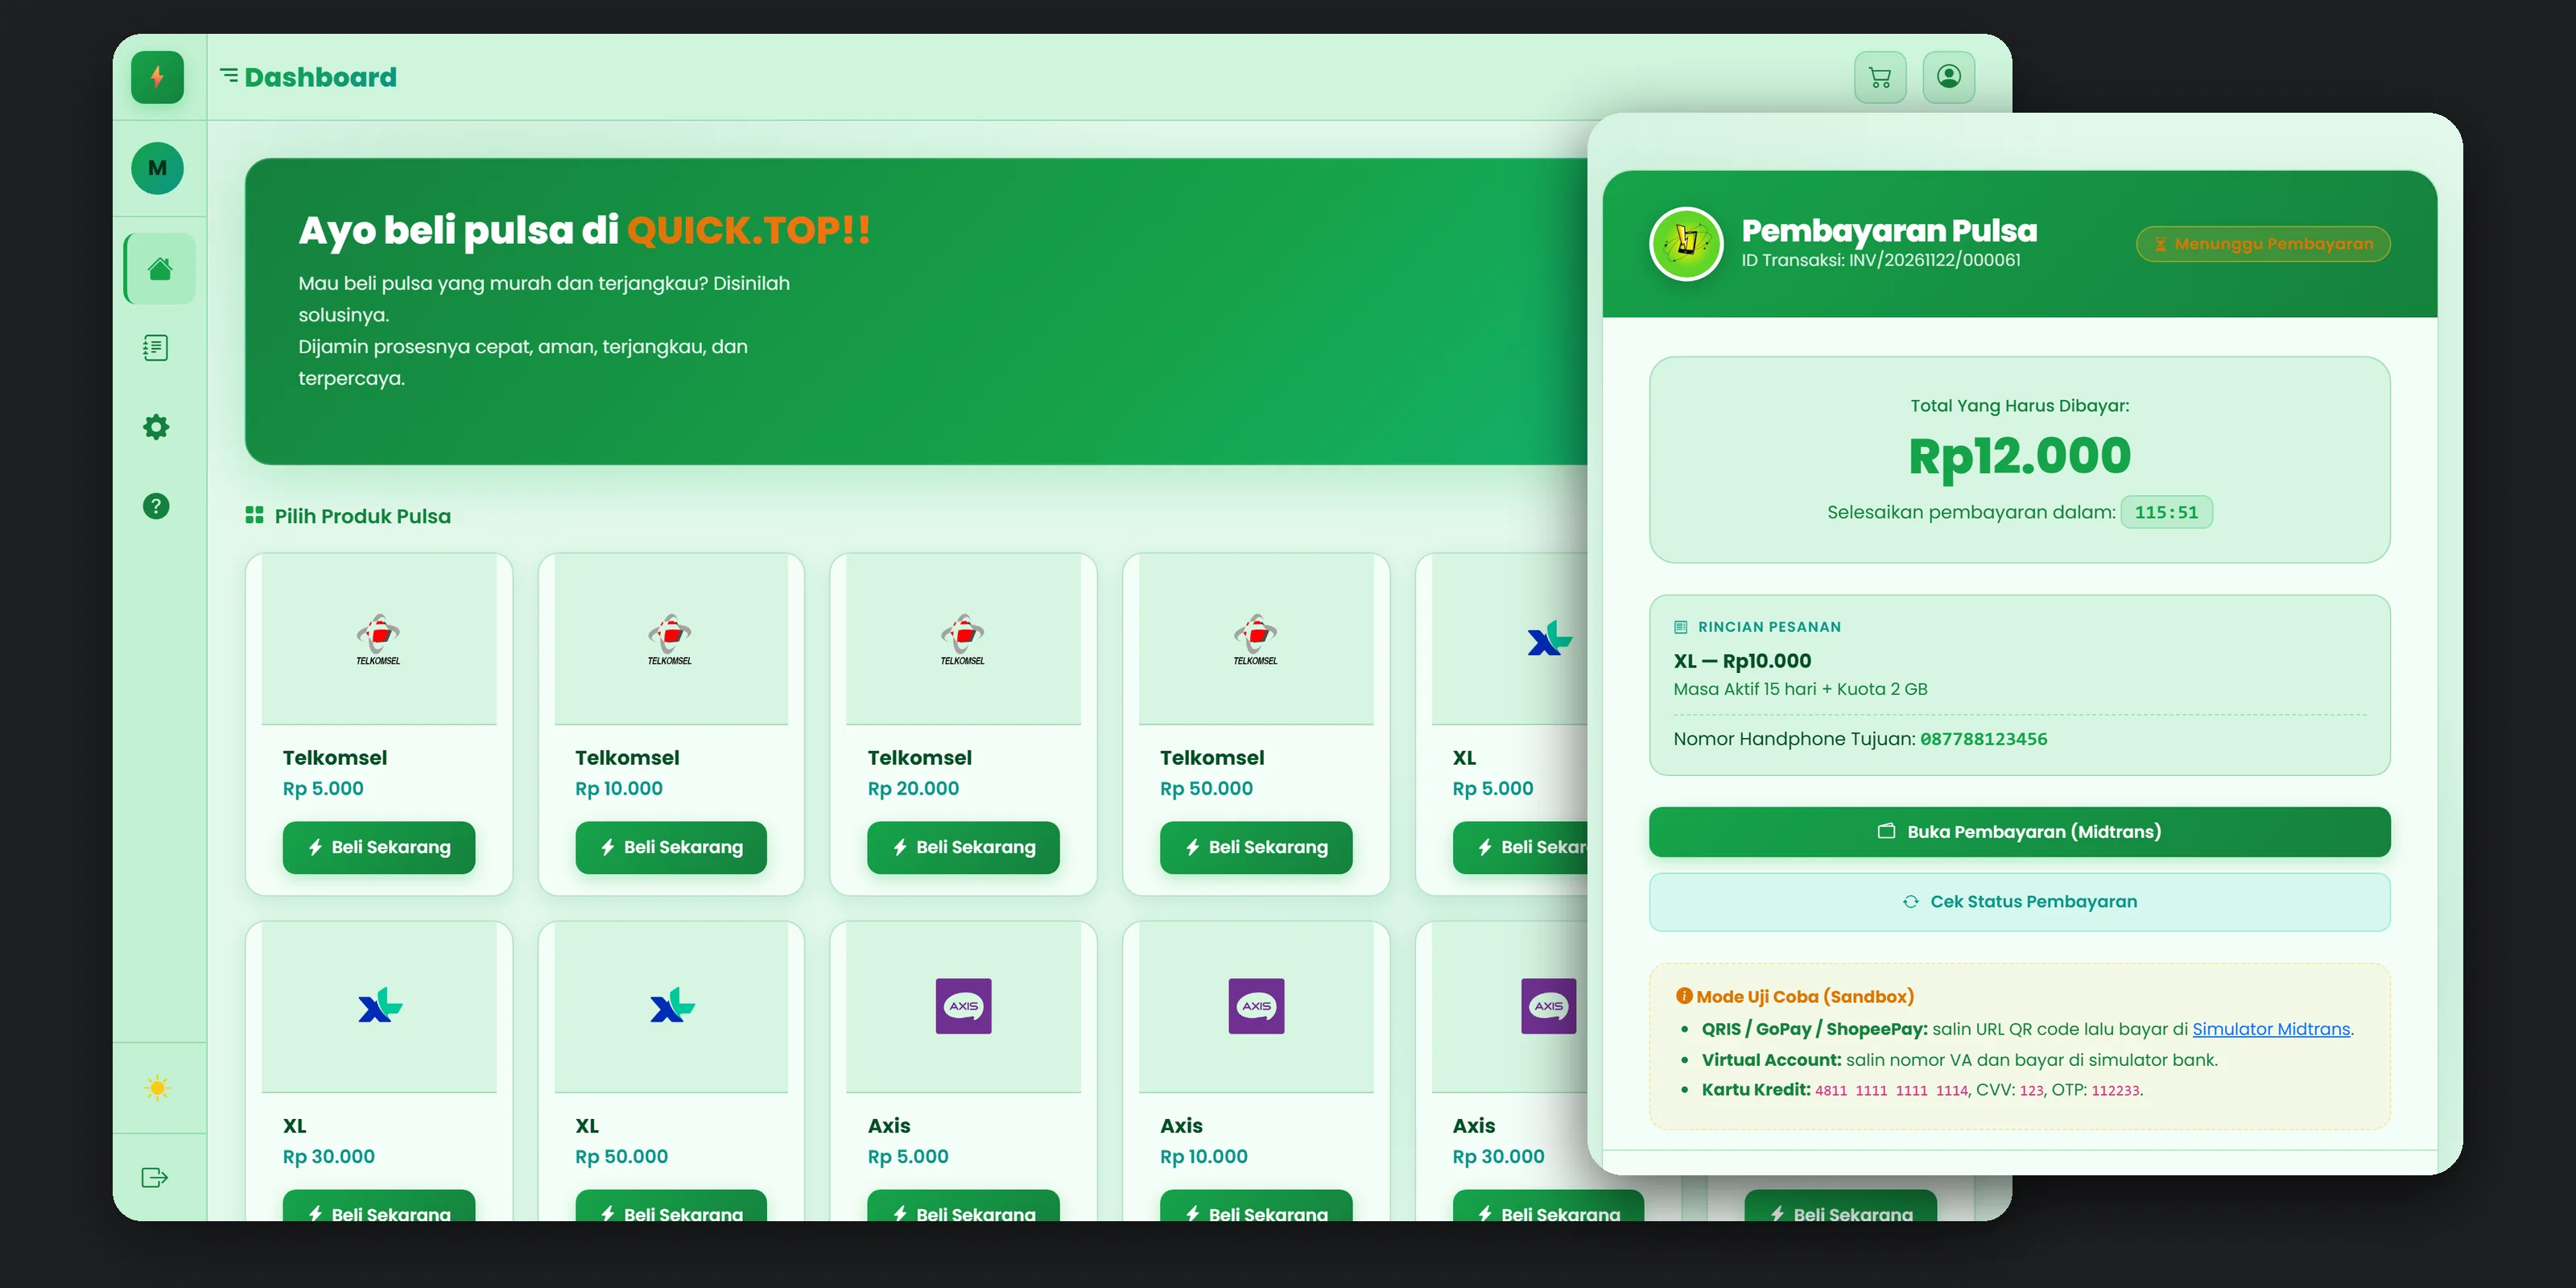 Dashboard
M
Ayo beli pulsa di QUICK.TOP!!
Mau beli pulsa yang murah dan terjangkau? Disinilah
solusinya.
Dijamin prosesnya cepat, aman, terjangkau, dan
terpercaya.
Pilih Produk Pulsa
TELKOMSEL
TELKOMSEL
TELKOMSEL
TELKOMSEL
XL
Telkomsel
Rp 5.000
Beli Sekarang
Telkomsel
Rp 10.000
Beli Sekarang
Telkomsel
Rp 20.000
Beli Sekarang
Telkomsel
Rp 50.000
Beli Sekarang
XL
Rp 5.000
Beli Sekar
XL
XL
AXIS
AXIS
AXIS
XL
Rp 30.000
Beli Sekarang
XL
Rp 50.000
Beli Sekarang
Axis
Rp 5.000
Beli Sekarang
Axis
Rp 10.000
Beli Sekarang
Axis
Rp 30.000
Beli Sekarang
Beli Sekarang
Pembayaran Pulsa
ID Transaksi: INV/20261122/000061
Menunggu Pembayaran
Total Yang Harus Dibayar:
Rp12.000
Selesaikan pembayaran dalam: 115:51
RINCIAN PESANAN
XL — Rp10.000
Masa Aktif 15 hari + Kuota 2 GB
Nomor Handphone Tujuan: 087788123456
Buka Pembayaran (Midtrans)
Cek Status Pembayaran
Mode Uji Coba (Sandbox)
• QRIS / GoPay / ShopeePay: salin URL QR code lalu bayar di Simulator Midtrans.
• Virtual Account: salin nomor VA dan bayar di simulator bank.
• Kartu Kredit: 4811 1111 1111 1114, CVV: 123, OTP: 112233.